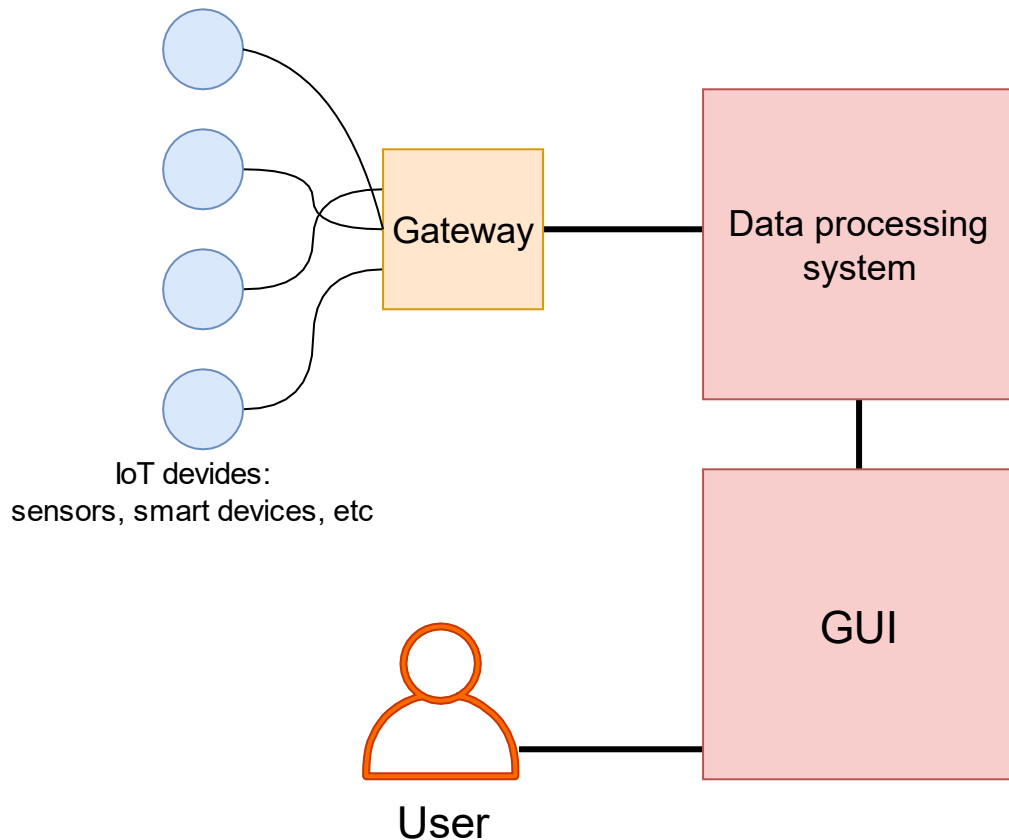 Gateway
Data processing
system
IoT devides:
sensors, smart devices, etc
GUI
User